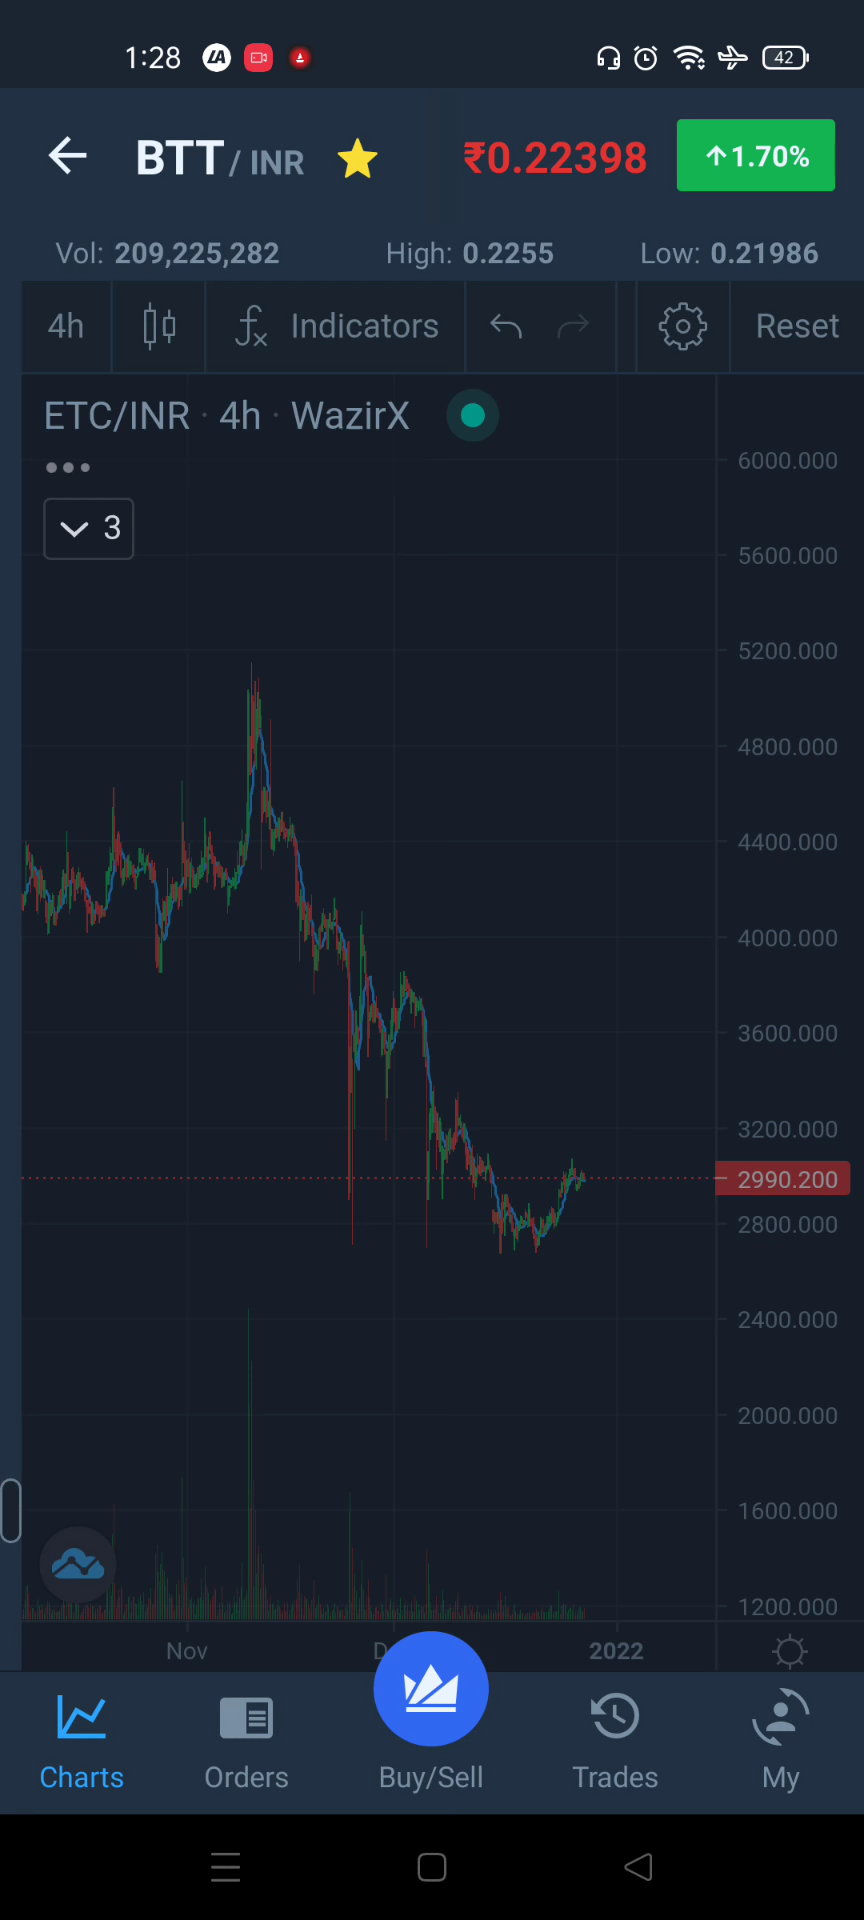 1:28 LA 42
BTT / INR ₹0.22398 ↑1.70%
Vol: 209,225,282 High: 0.2255 Low: 0.21986
4h fx Indicators Reset
ETC/INR · 4h · WazirX
3
6000.000
5600.000
5200.000
4800.000
4400.000
4000.000
3600.000
3200.000
2990.200
2800.000
2400.000
2000.000
1600.000
1200.000
Nov D 2022
Charts Orders Buy/Sell Trades My